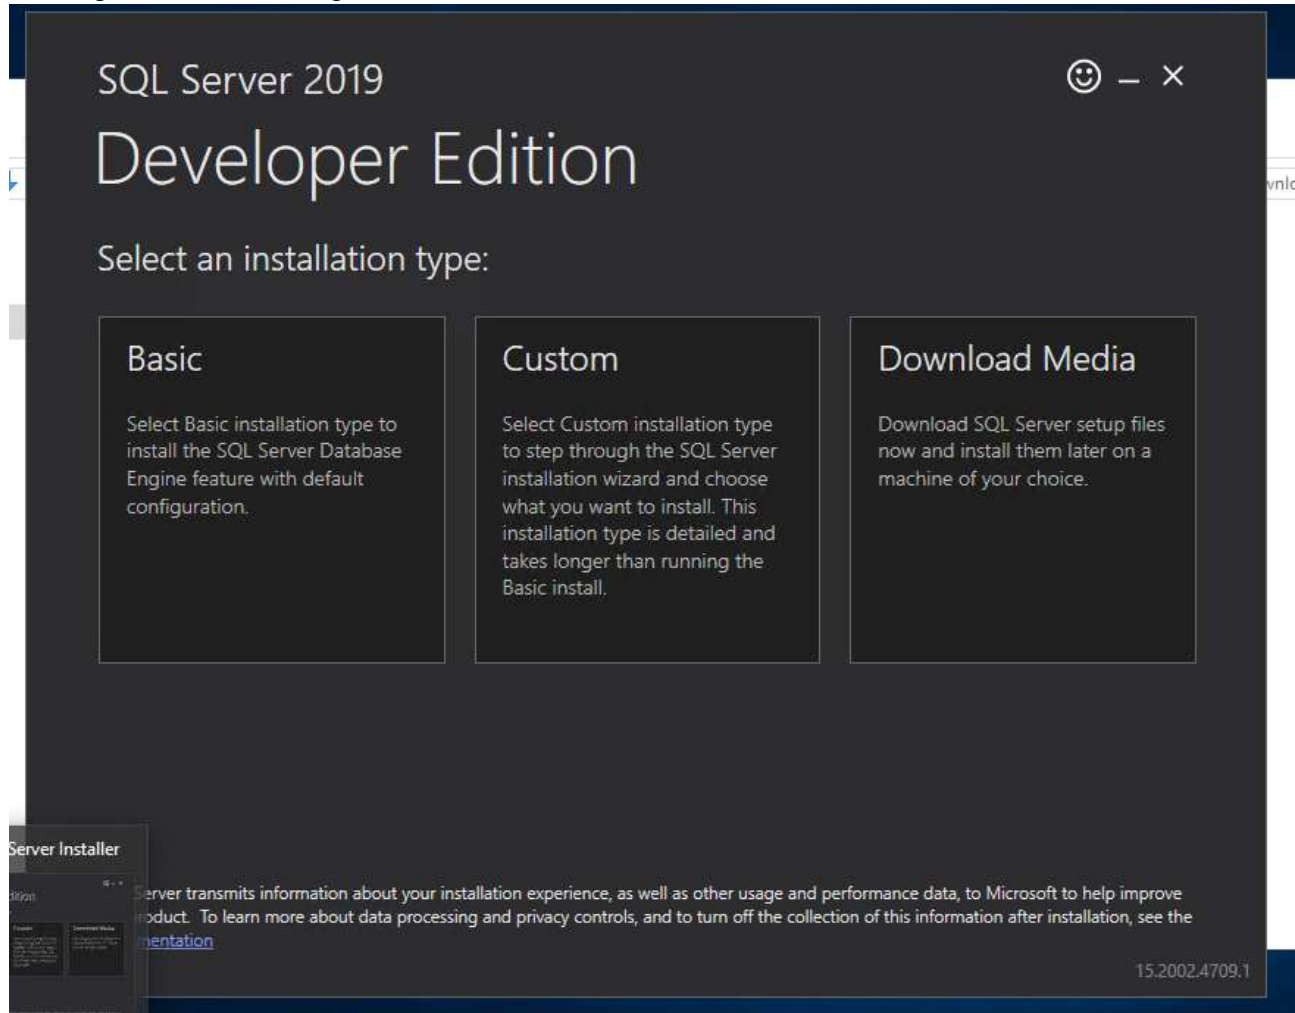 SQL Server 2019
Developer Edition
Select an installation type:
Basic
Select Basic installation type to
install the SQL Server Database
Engine feature with default
configuration.
Custom
Select Custom installation type
to step through the SQL Server
installation wizard and choose
what you want to install. This
installation type is detailed and
takes longer than running the
Basic install.
Download Media
Download SQL Server setup files
now and install them later on a
machine of your choice.
Server Installer
Server transmits information about your installation experience, as well as other usage and performance data, to Microsoft to help improve
oduct. To learn more about data processing and privacy controls, and to turn off the collection of this information after installation, see the
mentation
15.2002.4709.1